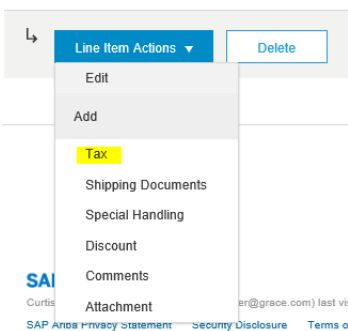 Line Item Actions ▼
Delete
Edit
Add
Tax
Shipping Documents
Special Handling
Discount
Comments
Attachment
SA
Curtis er@grace.com) last vis
SAP Ariba Privacy Statement Security Disclosure Terms o